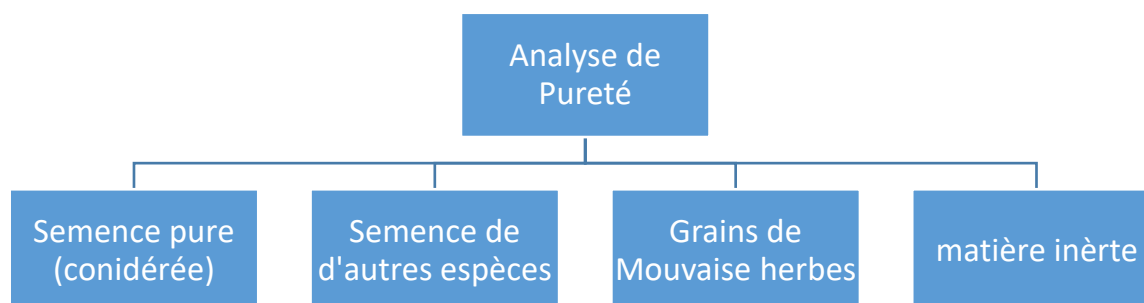 Analyse de
Pureté
Semence pure
(conidérée)
Semence de
d'autres espèces
Grains de
Mouvaise herbes
matière inèrte